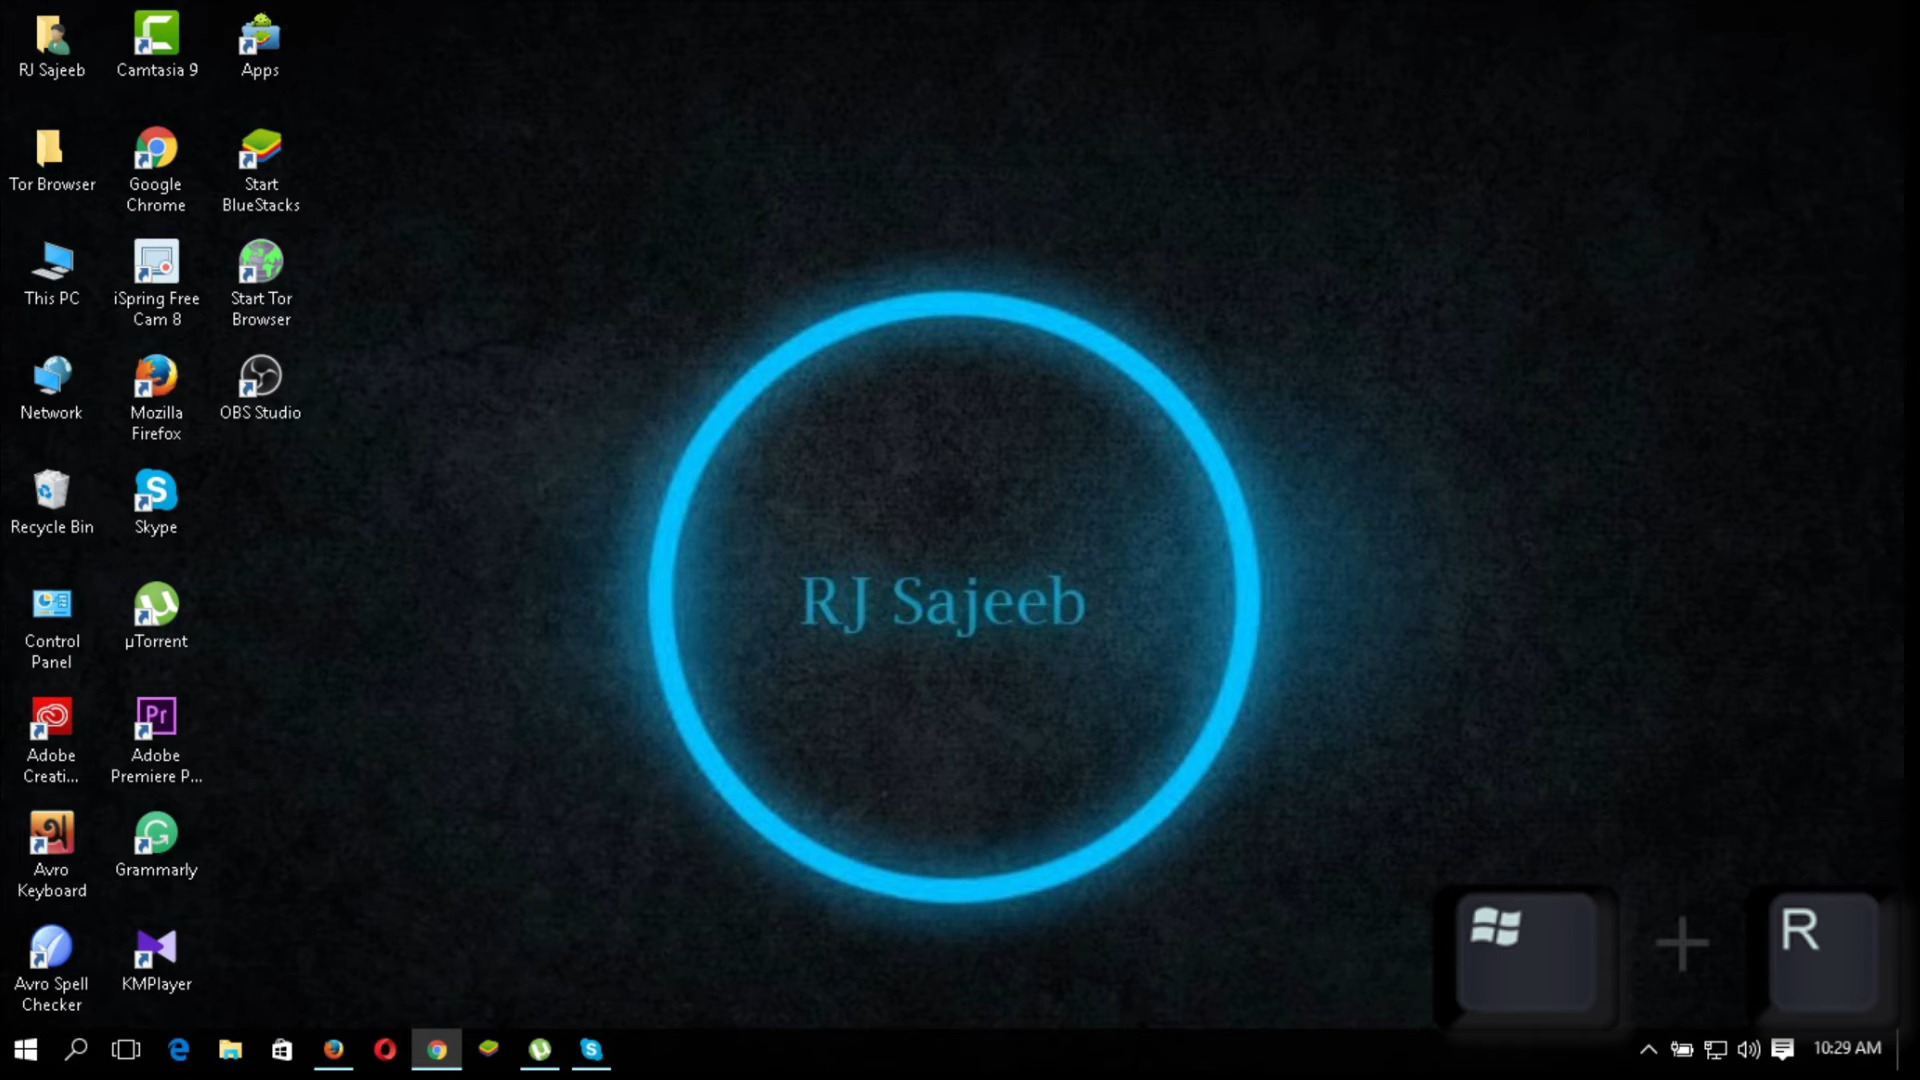 RJ Sajeeb
Camtasia 9
Apps
Tor Browser
Google
Chrome
Start
BlueStacks
This PC
iSpring Free
Cam 8
Start Tor
Browser
Network
Mozilla
Firefox
OBS Studio
Recycle Bin
Skype
Control
Panel
µTorrent
Adobe
Creati...
Pr
Adobe
Premiere P...
Avro
Keyboard
Grammarly
Avro Spell
Checker
KMPlayer
RJ Sajeeb
+
R
10:29 AM